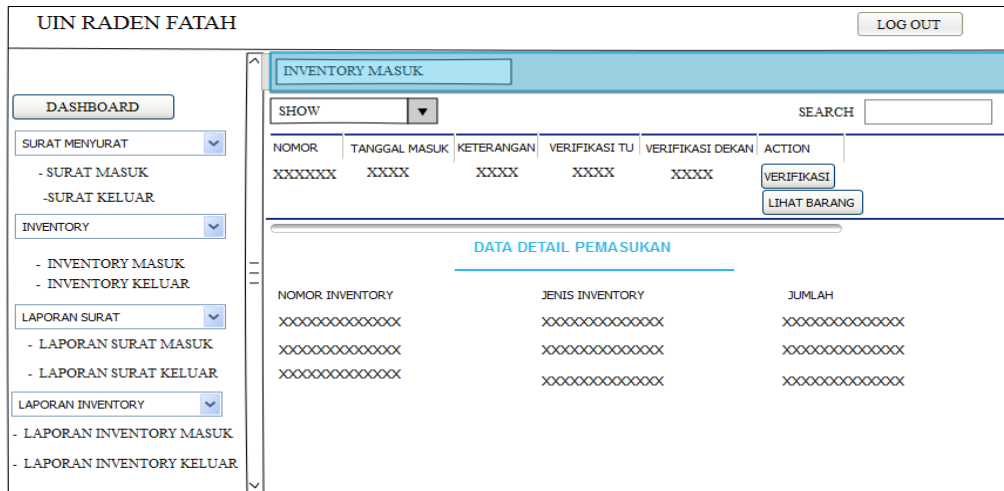 UIN RADEN FATAH
LOG OUT
DASHBOARD
SURAT MENYURAT
- SURAT MASUK
-SURAT KELUAR
INVENTORY
- INVENTORY MASUK
- INVENTORY KELUAR
LAPORAN SURAT
- LAPORAN SURAT MASUK
- LAPORAN SURAT KELUAR
LAPORAN INVENTORY
- LAPORAN INVENTORY MASUK
- LAPORAN INVENTORY KELUAR
INVENTORY MASUK
SHOW
SEARCH
NOMOR TANGGAL MASUK KETERANGAN VERIFIKASI TU VERIFIKASI DEKAN ACTION
XXXXXX XXXX XXXX XXXX XXXX VERIFIKASI
LIHAT BARANG
DATA DETAIL PEMASUKAN
NOMOR INVENTORY JENIS INVENTORY JUMLAH
XXXXXXXXXXXXX XXXXXXXXXXXXX XXXXXXXXXXXXX
XXXXXXXXXXXXX XXXXXXXXXXXXX XXXXXXXXXXXXX
XXXXXXXXXXXXX XXXXXXXXXXXXX XXXXXXXXXXXXX